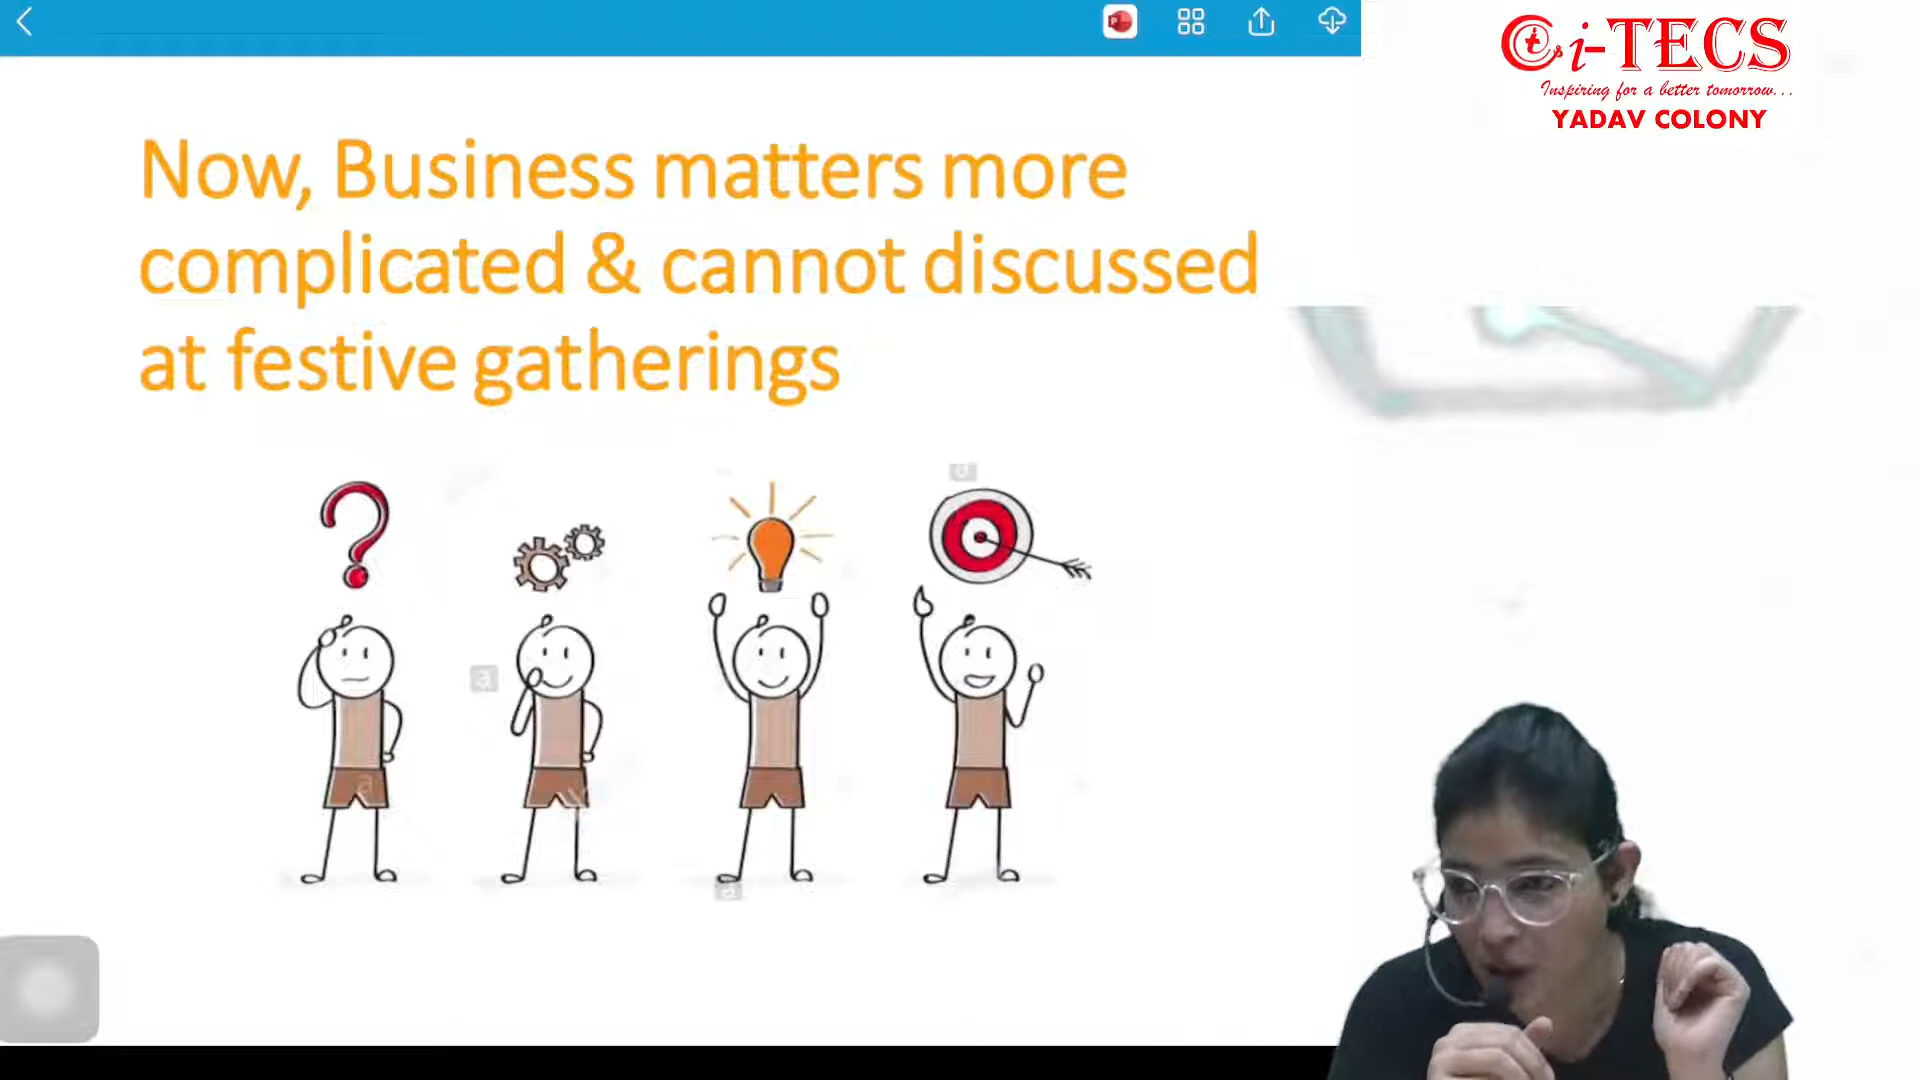 i-TECS
Inspiring for a better tomorrow...
YADAV COLONY
Now, Business matters more
complicated & cannot discussed
at festive gatherings